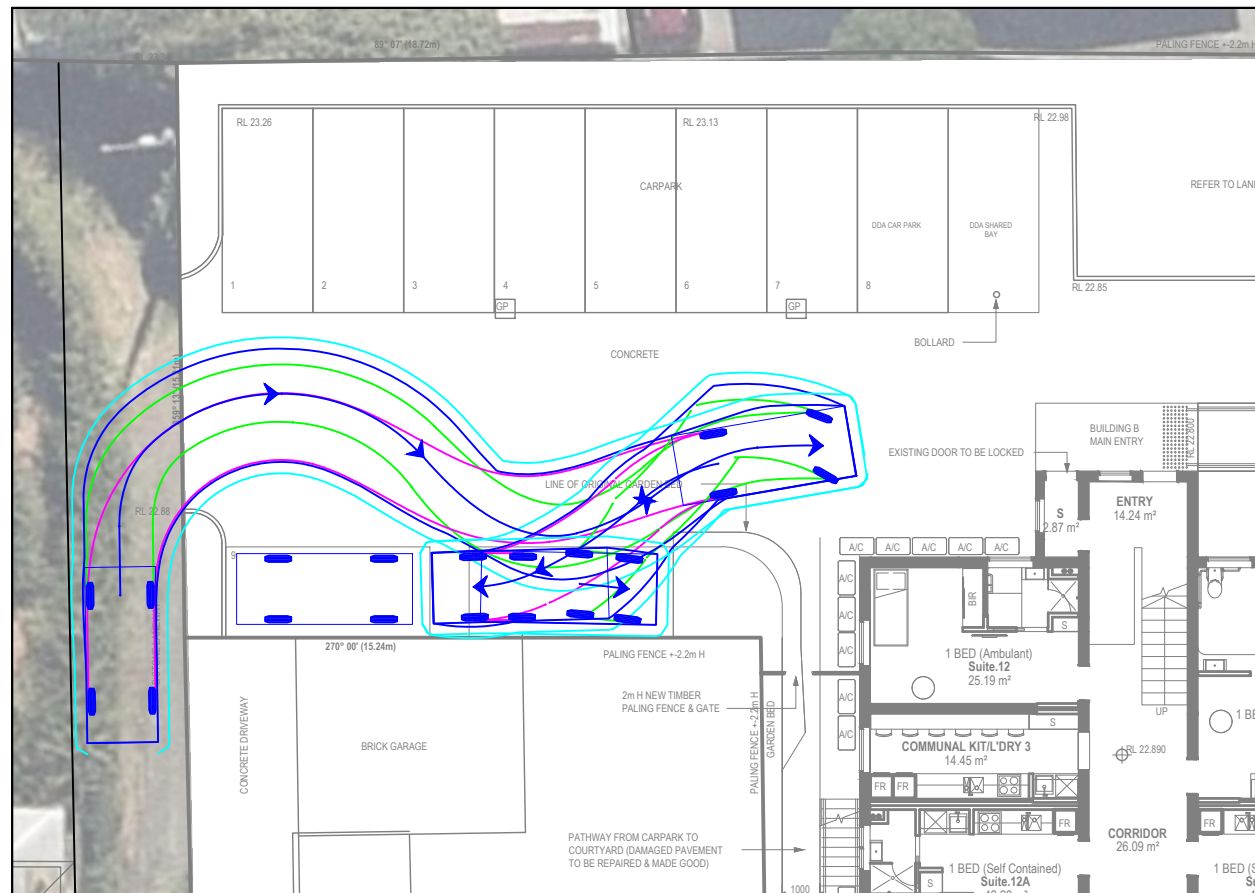 89° 07' (18.72m)
PALING FENCE +-2.2m H
RL 23.26
RL 23.13
RL 22.98
CARPARK
REFER TO LAN
DDA CAR PARK
DDA SHARED
BAY
1
2
3
4
5
6
7
8
GP
GP
RL 22.85
BOLLARD
CONCRETE
BUILDING B
MAIN ENTRY
RL 22.800
EXISTING DOOR TO BE LOCKED
LINE OF ORIGINAL GARDEN BED
RL 22.88
ENTRY
14.24 m²
S
2.87 m²
A/C
A/C
A/C
A/C
A/C
9
A/C
A/C
A/C
A/C
A/C
BIR
S
270° 00' (15.24m)
PALING FENCE +-2.2m H
1 BED (Ambulant)
Suite.12
25.19 m²
2m H NEW TIMBER
PALING FENCE & GATE
PALING FENCE +-2.2m H
GARDEN BED
UP
1 BE
S
CONCRETE DRIVEWAY
BRICK GARAGE
COMMUNAL KIT/L'DRY 3
14.45 m²
RL 22.890
FR
FR
PATHWAY FROM CARPARK TO
COURTYARD (DAMAGED PAVEMENT
TO BE REPAIRED & MADE GOOD)
FR
FR
CORRIDOR
26.09 m²
1 BED (Self Contained)
Suite.12A
S
1 BED (S
1000